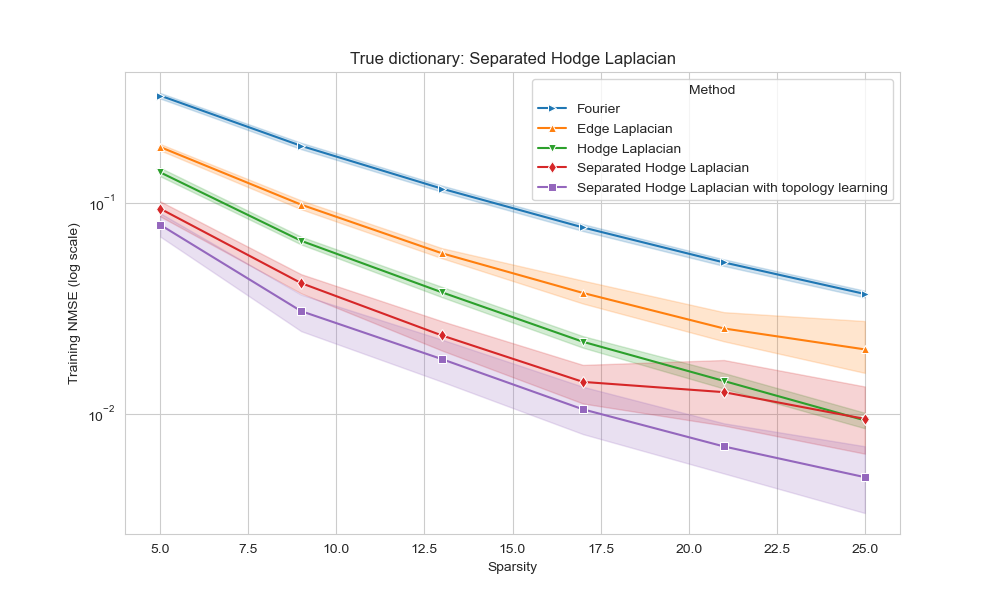 True dictionary: Separated Hodge Laplacian
Method
Fourier
Edge Laplacian
Hodge Laplacian
Separated Hodge Laplacian
Separated Hodge Laplacian with topology learning
Training NMSE (log scale)
10⁻¹
10⁻²
5.0 7.5 10.0 12.5 15.0 17.5 20.0 22.5 25.0
Sparsity